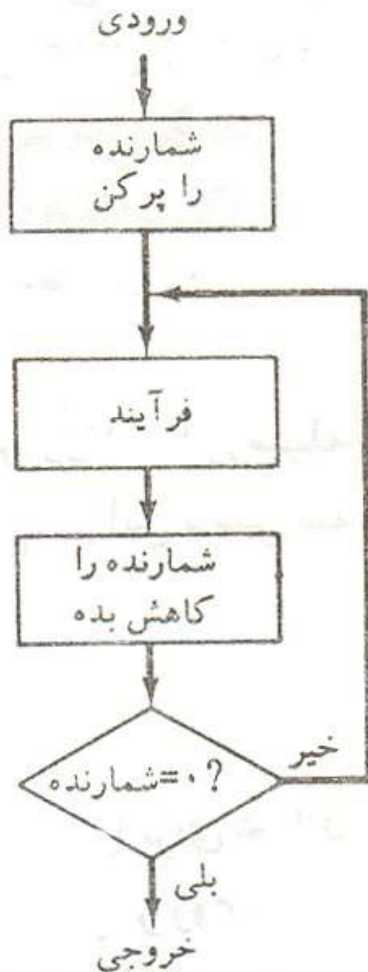 ورودی
شمارنده
را پر کن
فرآیند
شمارنده را
کاهش بده
شمارنده=۰ ?
خیر
بلی
خروجی